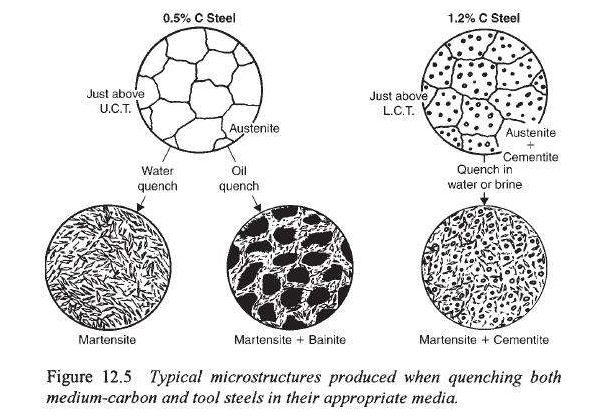 0.5% C Steel
1.2% C Steel
Just above
U.C.T.
Austenite
Just above
L.C.T.
Austenite
+
Cementite
Water
quench
Oil
quench
Quench in
water or brine
Martensite
Martensite + Bainite
Martensite + Cementite
Figure 12.5 Typical microstructures produced when quenching both
medium-carbon and tool steels in their appropriate media.